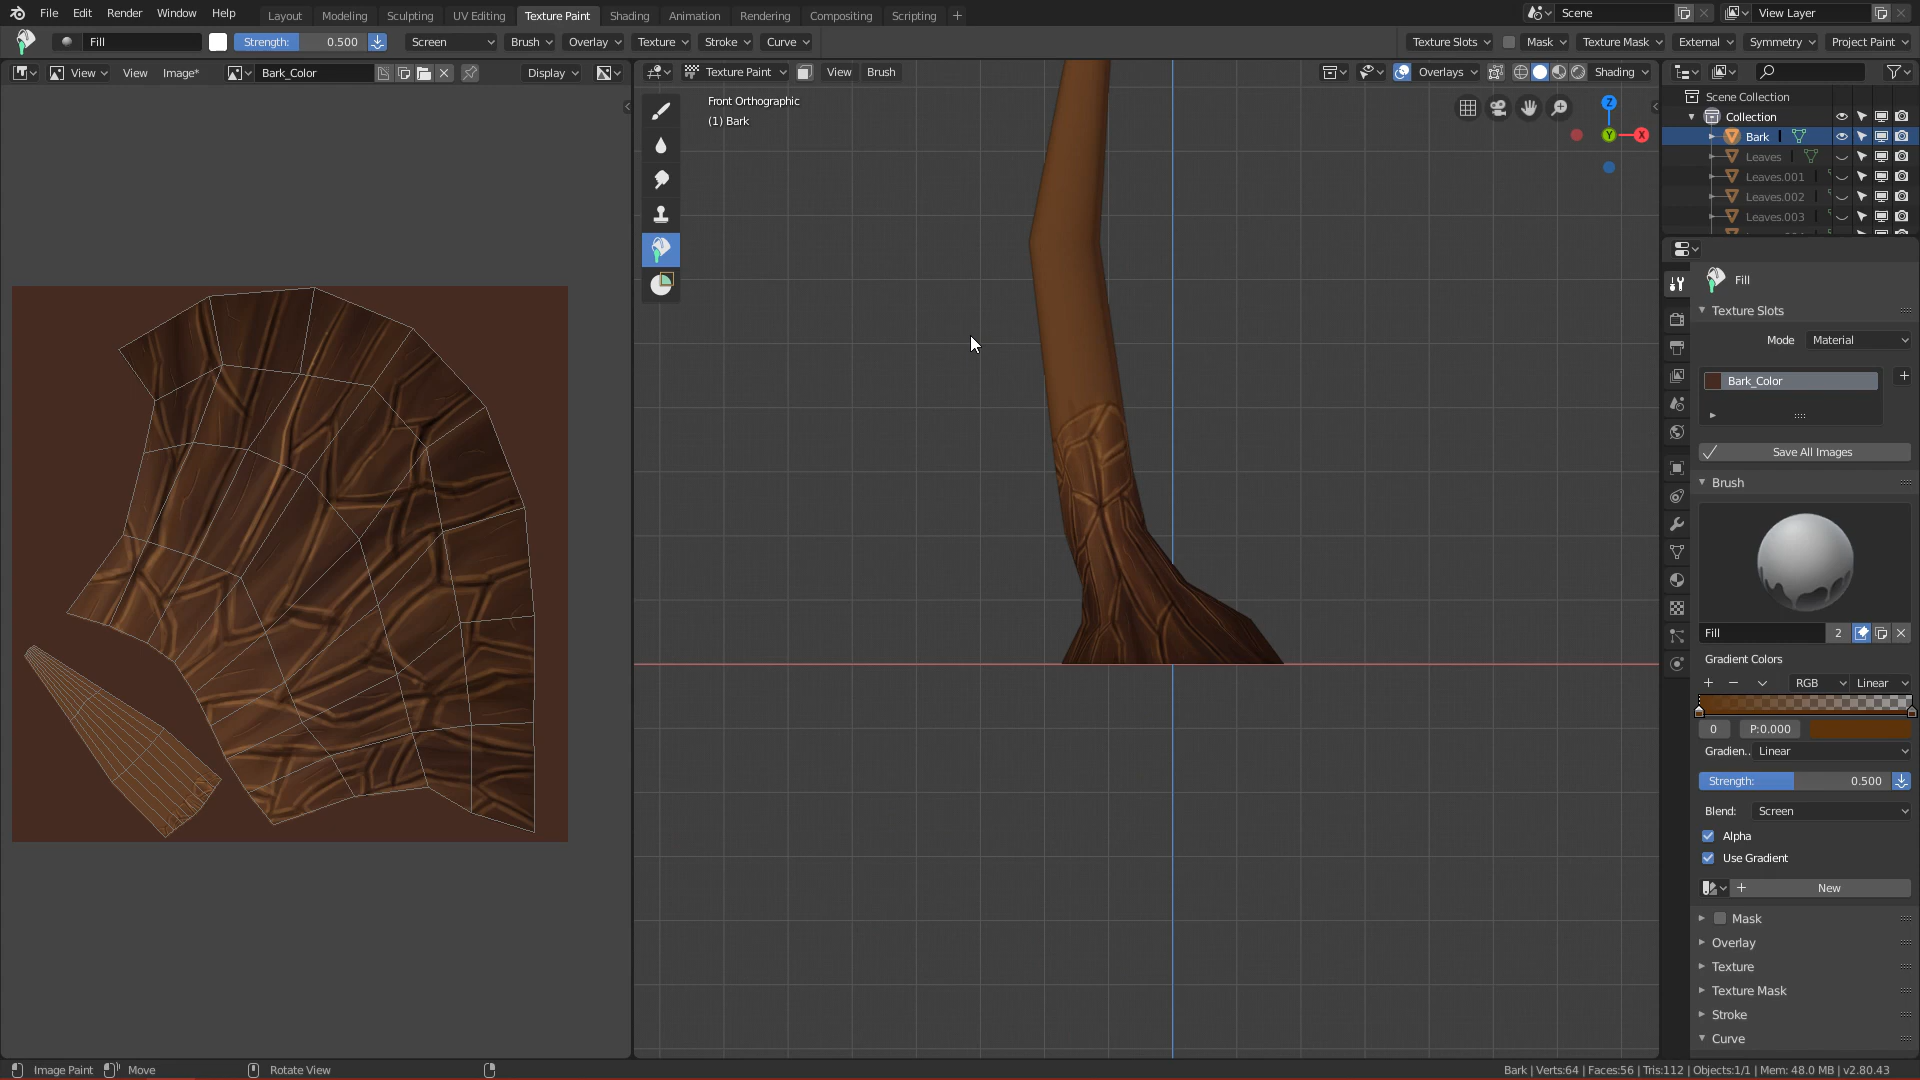 File Edit Render Window Help Layout Modeling Sculpting UV Editing Texture Paint Shading Animation Rendering Compositing Scripting + Scene View Layer
Fill Strength: 0.500 Screen Brush Overlay Texture Stroke Curve Texture Slots Mask Texture Mask External Symmetry Project Paint
View View Image* Bark_Color Display Texture Paint View Brush Overlays Shading
Front Orthographic
(1) Bark
Z
Y
X
Scene Collection
Collection
Bark
Leaves
Leaves.001
Leaves.002
Leaves.003
Fill
Texture Slots
Mode Material
Bark_Color
Save All Images
Brush
Fill 2
Gradient Colors
RGB Linear
0 P:0.000
Gradien.. Linear
Strength: 0.500
Blend: Screen
Alpha
Use Gradient
New
Mask
Overlay
Texture
Texture Mask
Stroke
Curve
Image Paint Move Rotate View Bark | Verts:64 | Faces:56 | Tris:112 | Objects:1/1 | Mem: 48.0 MB | v2.80.43